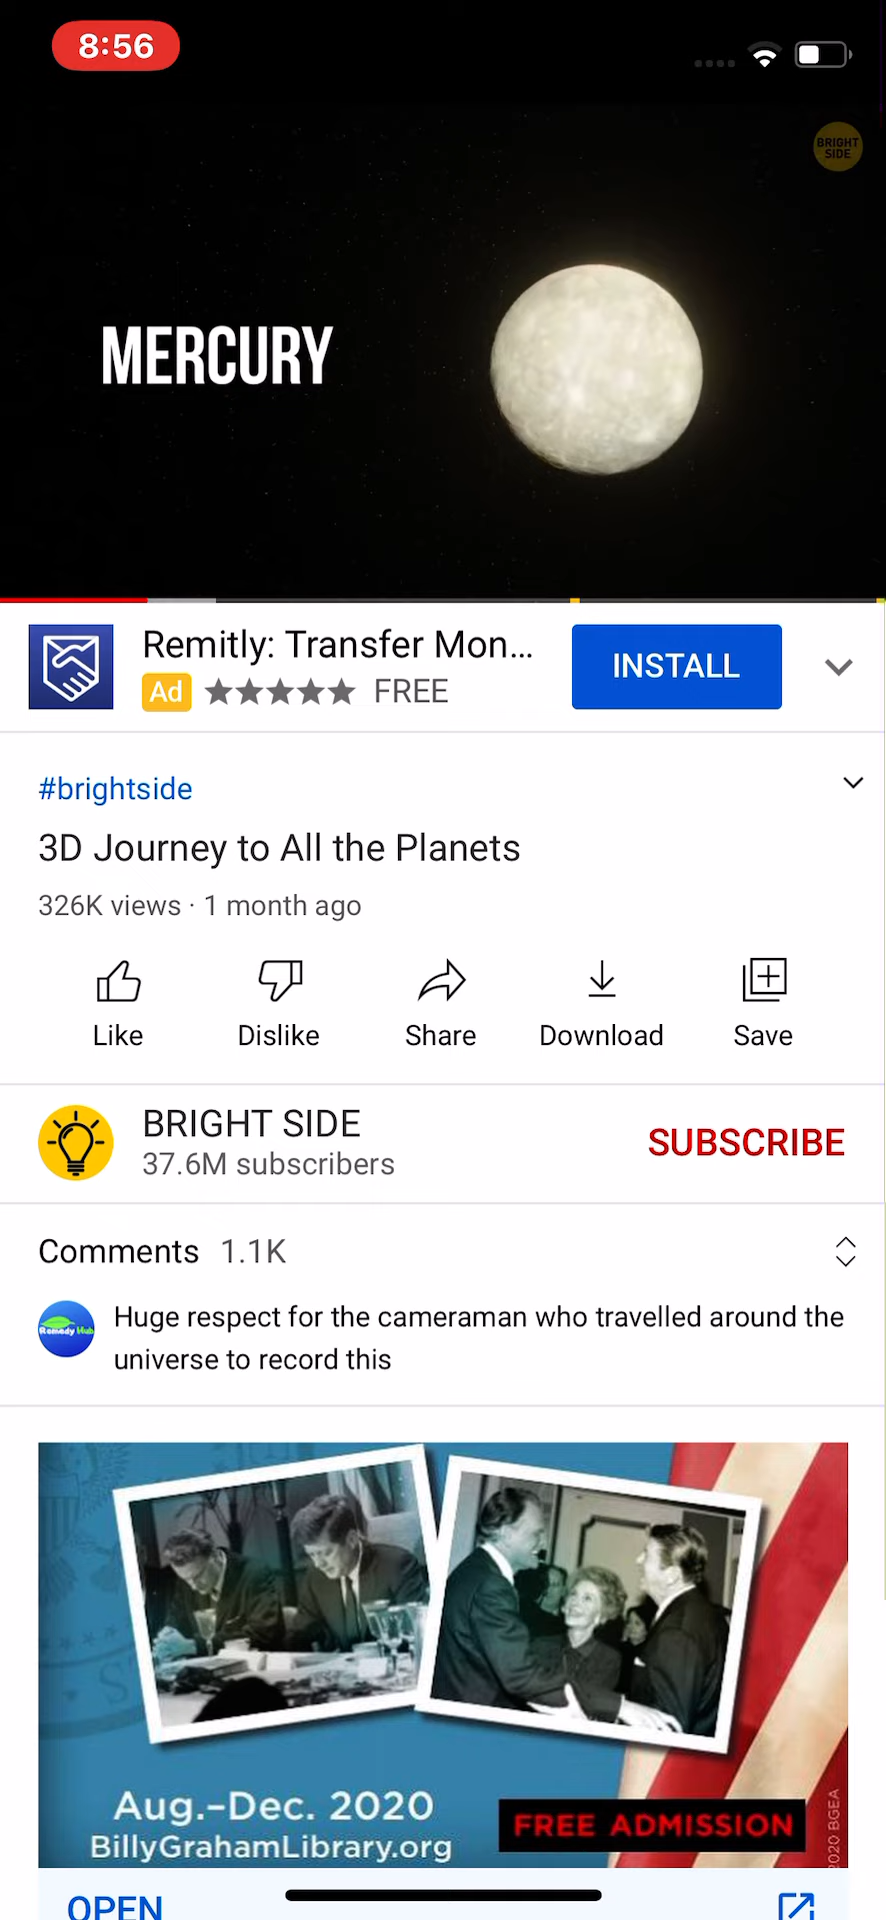 8:56
BRIGHT
SIDE
MERCURY
Remitly: Transfer Mon...
Ad FREE
INSTALL
#brightside
3D Journey to All the Planets
326K views · 1 month ago
Like Dislike Share Download Save
BRIGHT SIDE
37.6M subscribers
SUBSCRIBE
Comments 1.1K
Remedy Hub
Huge respect for the cameraman who travelled around the
universe to record this
Aug.–Dec. 2020
BillyGrahamLibrary.org
FREE ADMISSION
2020 BGEA
OPEN